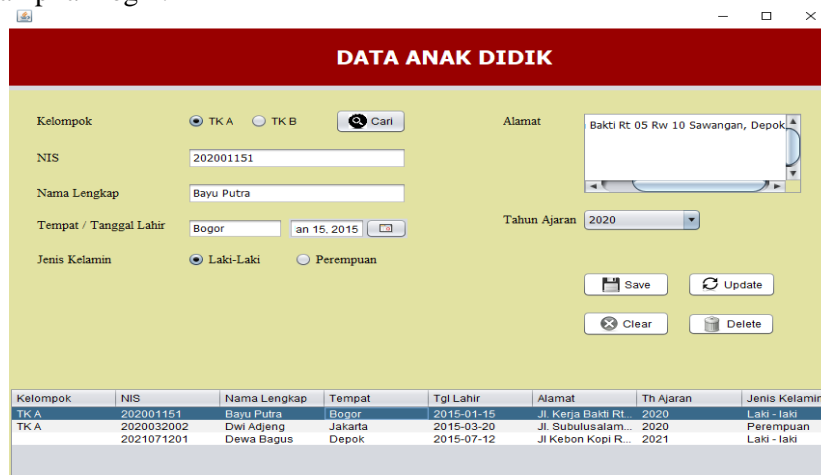 DATA ANAK DIDIK
Kelompok TK A TK B Cari
NIS 202001151
Nama Lengkap Bayu Putra
Tempat / Tanggal Lahir Bogor an 15, 2015
Jenis Kelamin Laki-Laki Perempuan
Alamat Bakti Rt 05 Rw 10 Sawangan, Depok
Tahun Ajaran 2020
Save Update
Clear Delete
Kelompok NIS Nama Lengkap Tempat Tgl Lahir Alamat Th Ajaran Jenis Kelamin
TK A 202001151 Bayu Putra Bogor 2015-01-15 Jl. Kerja Bakti Rt... 2020 Laki - laki
TK A 2020032002 Dwi Adjeng Jakarta 2015-03-20 Jl. Subulusalam... 2020 Perempuan
2021071201 Dewa Bagus Depok 2015-07-12 Jl Kebon Kopi R... 2021 Laki - laki